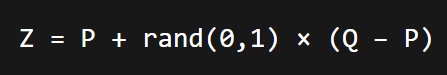 Z = P + rand(0,1) × (Q – P)